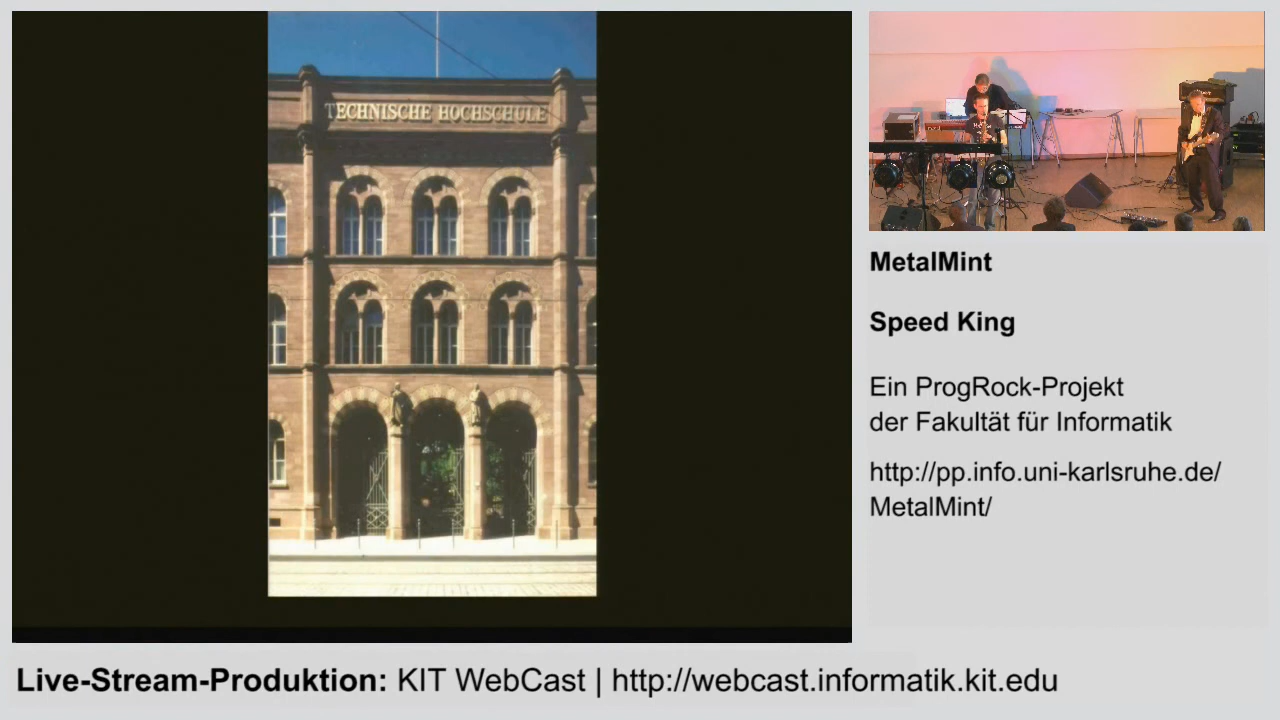 TECHNISCHE HOCHSCHULE
MetalMint
Speed King
Ein ProgRock-Projekt
der Fakultät für Informatik
http://pp.info.uni-karlsruhe.de/
MetalMint/
Live-Stream-Produktion: KIT WebCast | http://webcast.informatik.kit.edu